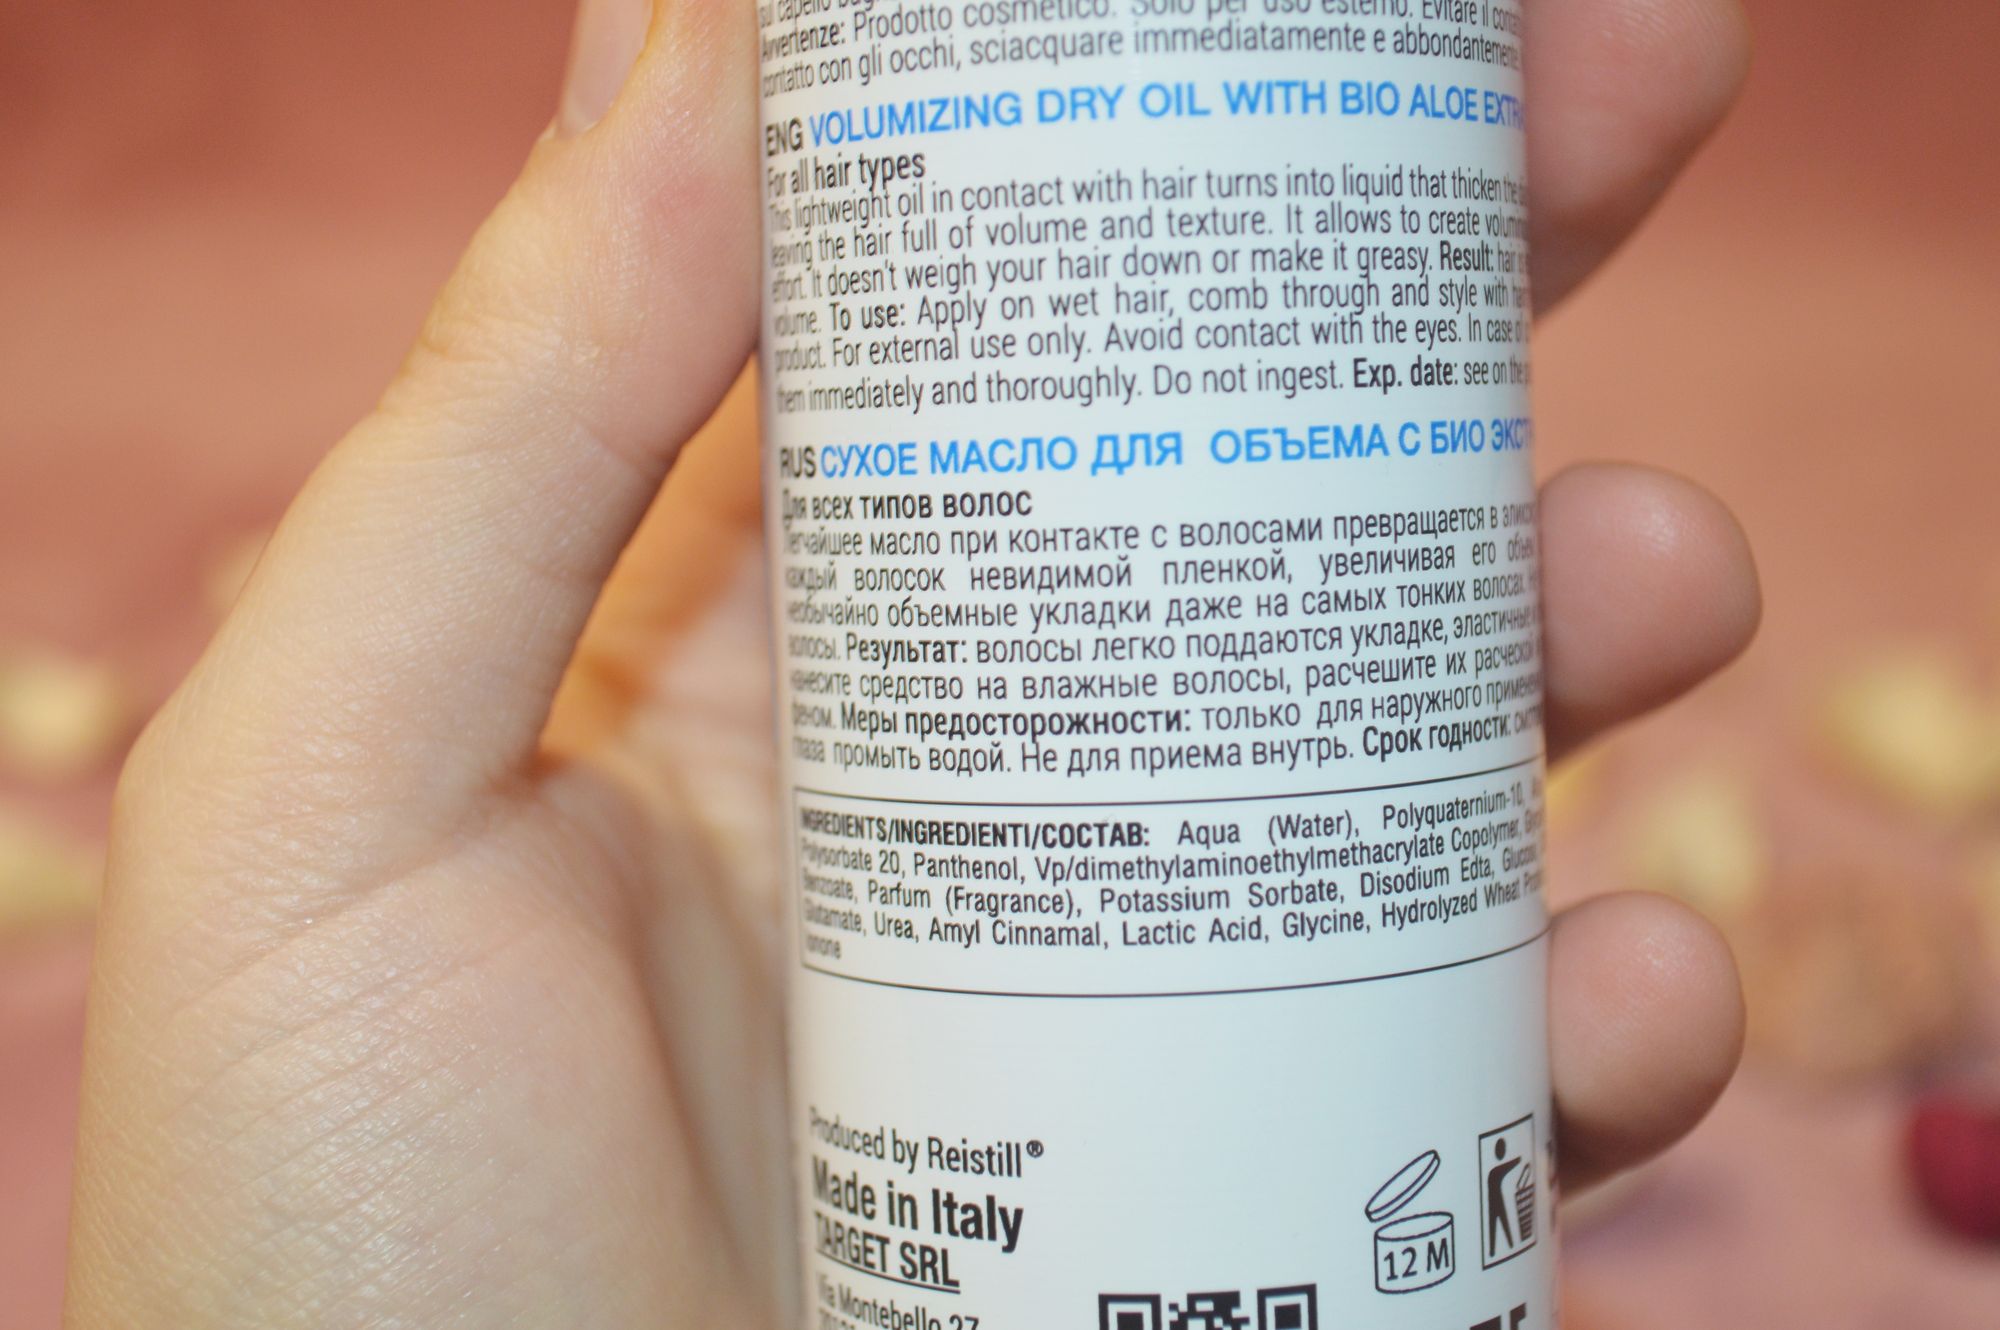 sul capello
Avvertenze: Prodotto cosmetico. Solo per uso esterno. Evitare il
contatto con gli occhi, sciacquare immediatamente e abbondantemente.
ENG VOLUMIZING DRY OIL WITH BIO ALOE
For all hair types
This lightweight oil in contact with hair turns into liquid that thicken the
leaving the hair full of volume and texture. It allows to create
effort. It doesn't weigh your hair down or make it greasy. Result: hair is
volume. To use: Apply on wet hair, comb through and style with
product. For external use only. Avoid contact with the eyes. In case of
them immediately and thoroughly. Do not ingest. Exp. date: see on the
RUS СУХОЕ МАСЛО ДЛЯ ОБЪЕМА С БИО
Для всех типов волос
Легчайшее масло при контакте с волосами превращается в
каждый волосок невидимой пленкой, увеличивая его объем
необычайно объемные укладки даже на самых тонких волосах.
волосы. Результат: волосы легко поддаются укладке, эластичные
нанесите средство на влажные волосы, расчешите их расческой
феном. Меры предосторожности: только для наружного
глаза промыть водой. Не для приема внутрь. Срок годности:
INGREDIENTS/INGREDIENTI/СОСТАВ: Aqua (Water), Polyquaternium-10,
Polysorbate 20, Panthenol, Vp/dimethylaminoethylmethacrylate Copolymer,
Benzoate, Parfum (Fragrance), Potassium Sorbate, Disodium Edta,
Glutamate, Urea, Amyl Cinnamal, Lactic Acid, Glycine, Hydrolyzed Wheat
Ionone
Produced by Reistill®
Made in Italy
TARGET SRL
Via Montebello 27
12 M